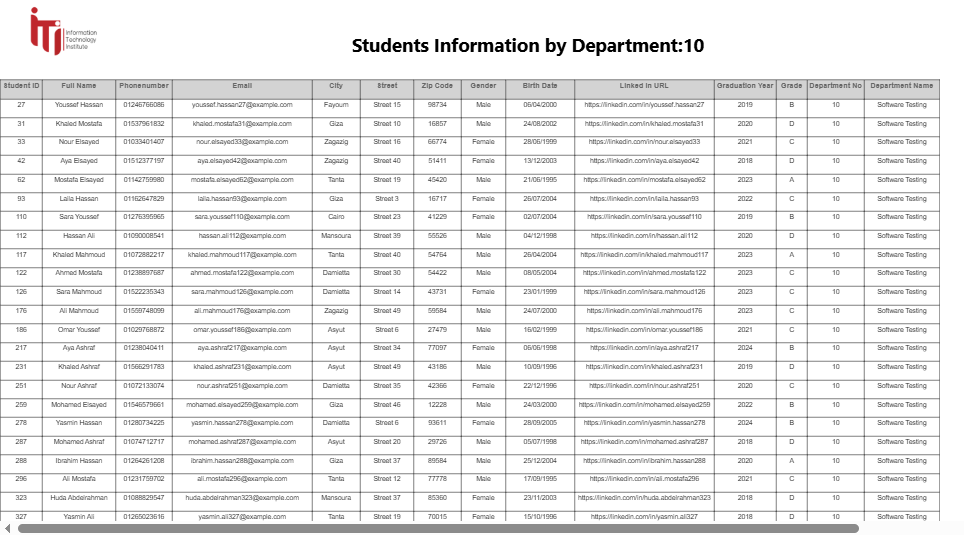 iTi
Information
Technology
Institute
Students Information by Department:10
Student ID Full Name Phonenumber Email City Street Zip Code Gender Birth Date Linked In URL Graduation Year Grade Department No Department Name
27 Youssef Hassan 01246766086 youssef.hassan27@example.com Fayoum Street 15 98734 Male 06/04/2000 https://linkedin.com/in/youssef.hassan27 2019 B 10 Software Testing
31 Khaled Mostafa 01537961832 khaled.mostafa31@example.com Giza Street 10 16857 Male 24/08/2002 https://linkedin.com/in/khaled.mostafa31 2020 D 10 Software Testing
33 Nour Elsayed 01033401407 nour.elsayed33@example.com Zagazig Street 16 66774 Female 28/06/1999 https://linkedin.com/in/nour.elsayed33 2021 C 10 Software Testing
42 Aya Elsayed 01512377197 aya.elsayed42@example.com Zagazig Street 40 51411 Female 13/12/2003 https://linkedin.com/in/aya.elsayed42 2018 D 10 Software Testing
62 Mostafa Elsayed 01142759980 mostafa.elsayed62@example.com Tanta Street 19 45420 Male 21/06/1995 https://linkedin.com/in/mostafa.elsayed62 2023 A 10 Software Testing
93 Laila Hassan 01162647829 laila.hassan93@example.com Giza Street 3 16717 Female 26/07/2004 https://linkedin.com/in/laila.hassan93 2022 C 10 Software Testing
110 Sara Youssef 01276395965 sara.youssef110@example.com Cairo Street 23 41229 Female 02/07/2004 https://linkedin.com/in/sara.youssef110 2019 B 10 Software Testing
112 Hassan Ali 01090008541 hassan.ali112@example.com Mansoura Street 39 55526 Male 04/12/1998 https://linkedin.com/in/hassan.ali112 2020 D 10 Software Testing
117 Khaled Mahmoud 01072882217 khaled.mahmoud117@example.com Tanta Street 40 54764 Male 26/04/2004 https://linkedin.com/in/khaled.mahmoud117 2023 A 10 Software Testing
122 Ahmed Mostafa 01238897687 ahmed.mostafa122@example.com Damietta Street 30 54422 Male 08/05/2004 https://linkedin.com/in/ahmed.mostafa122 2023 C 10 Software Testing
126 Sara Mahmoud 01522235343 sara.mahmoud126@example.com Damietta Street 14 43731 Female 23/01/1999 https://linkedin.com/in/sara.mahmoud126 2023 C 10 Software Testing
176 Ali Mahmoud 01559748099 ali.mahmoud176@example.com Zagazig Street 49 59584 Male 24/07/2000 https://linkedin.com/in/ali.mahmoud176 2023 C 10 Software Testing
186 Omar Youssef 01029768872 omar.youssef186@example.com Asyut Street 6 27479 Male 16/02/1999 https://linkedin.com/in/omar.youssef186 2021 C 10 Software Testing
217 Aya Ashraf 01238040411 aya.ashraf217@example.com Asyut Street 34 77097 Female 06/06/1998 https://linkedin.com/in/aya.ashraf217 2024 B 10 Software Testing
231 Khaled Ashraf 01566291783 khaled.ashraf231@example.com Asyut Street 49 43186 Male 10/09/1996 https://linkedin.com/in/khaled.ashraf231 2019 D 10 Software Testing
251 Nour Ashraf 01072133074 nour.ashraf251@example.com Damietta Street 35 42366 Female 22/12/1996 https://linkedin.com/in/nour.ashraf251 2020 C 10 Software Testing
259 Mohamed Elsayed 01546579661 mohamed.elsayed259@example.com Giza Street 46 12228 Male 24/03/2000 https://linkedin.com/in/mohamed.elsayed259 2022 B 10 Software Testing
278 Yasmin Hassan 01280734225 yasmin.hassan278@example.com Damietta Street 6 93611 Female 28/09/2005 https://linkedin.com/in/yasmin.hassan278 2024 B 10 Software Testing
287 Mohamed Ashraf 01074712717 mohamed.ashraf287@example.com Asyut Street 20 29726 Male 05/07/1998 https://linkedin.com/in/mohamed.ashraf287 2018 D 10 Software Testing
288 Ibrahim Hassan 01264261208 ibrahim.hassan288@example.com Giza Street 37 89584 Male 25/12/2004 https://linkedin.com/in/ibrahim.hassan288 2020 A 10 Software Testing
296 Ali Mostafa 01231759702 ali.mostafa296@example.com Tanta Street 12 77778 Male 17/09/1995 https://linkedin.com/in/ali.mostafa296 2021 C 10 Software Testing
323 Huda Abdelrahman 01088829547 huda.abdelrahman323@example.com Mansoura Street 37 85360 Female 23/11/2003 https://linkedin.com/in/huda.abdelrahman323 2018 D 10 Software Testing
327 Yasmin Ali 01265023616 yasmin.ali327@example.com Tanta Street 19 70015 Female 15/10/1996 https://linkedin.com/in/yasmin.ali327 2018 D 10 Software Testing